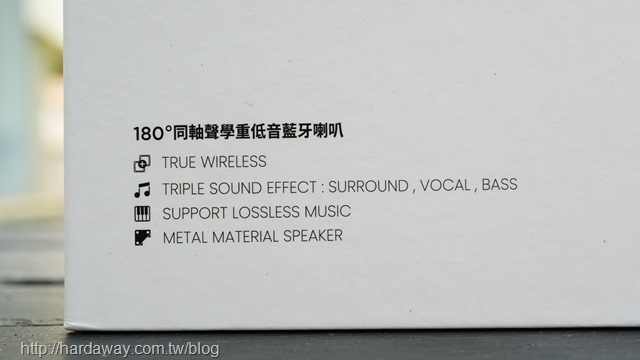 180°同軸聲學重低音藍牙喇叭
TRUE WIRELESS
TRIPLE SOUND EFFECT : SURROUND , VOCAL , BASS
SUPPORT LOSSLESS MUSIC
METAL MATERIAL SPEAKER
http://hardaway.com.tw/blog